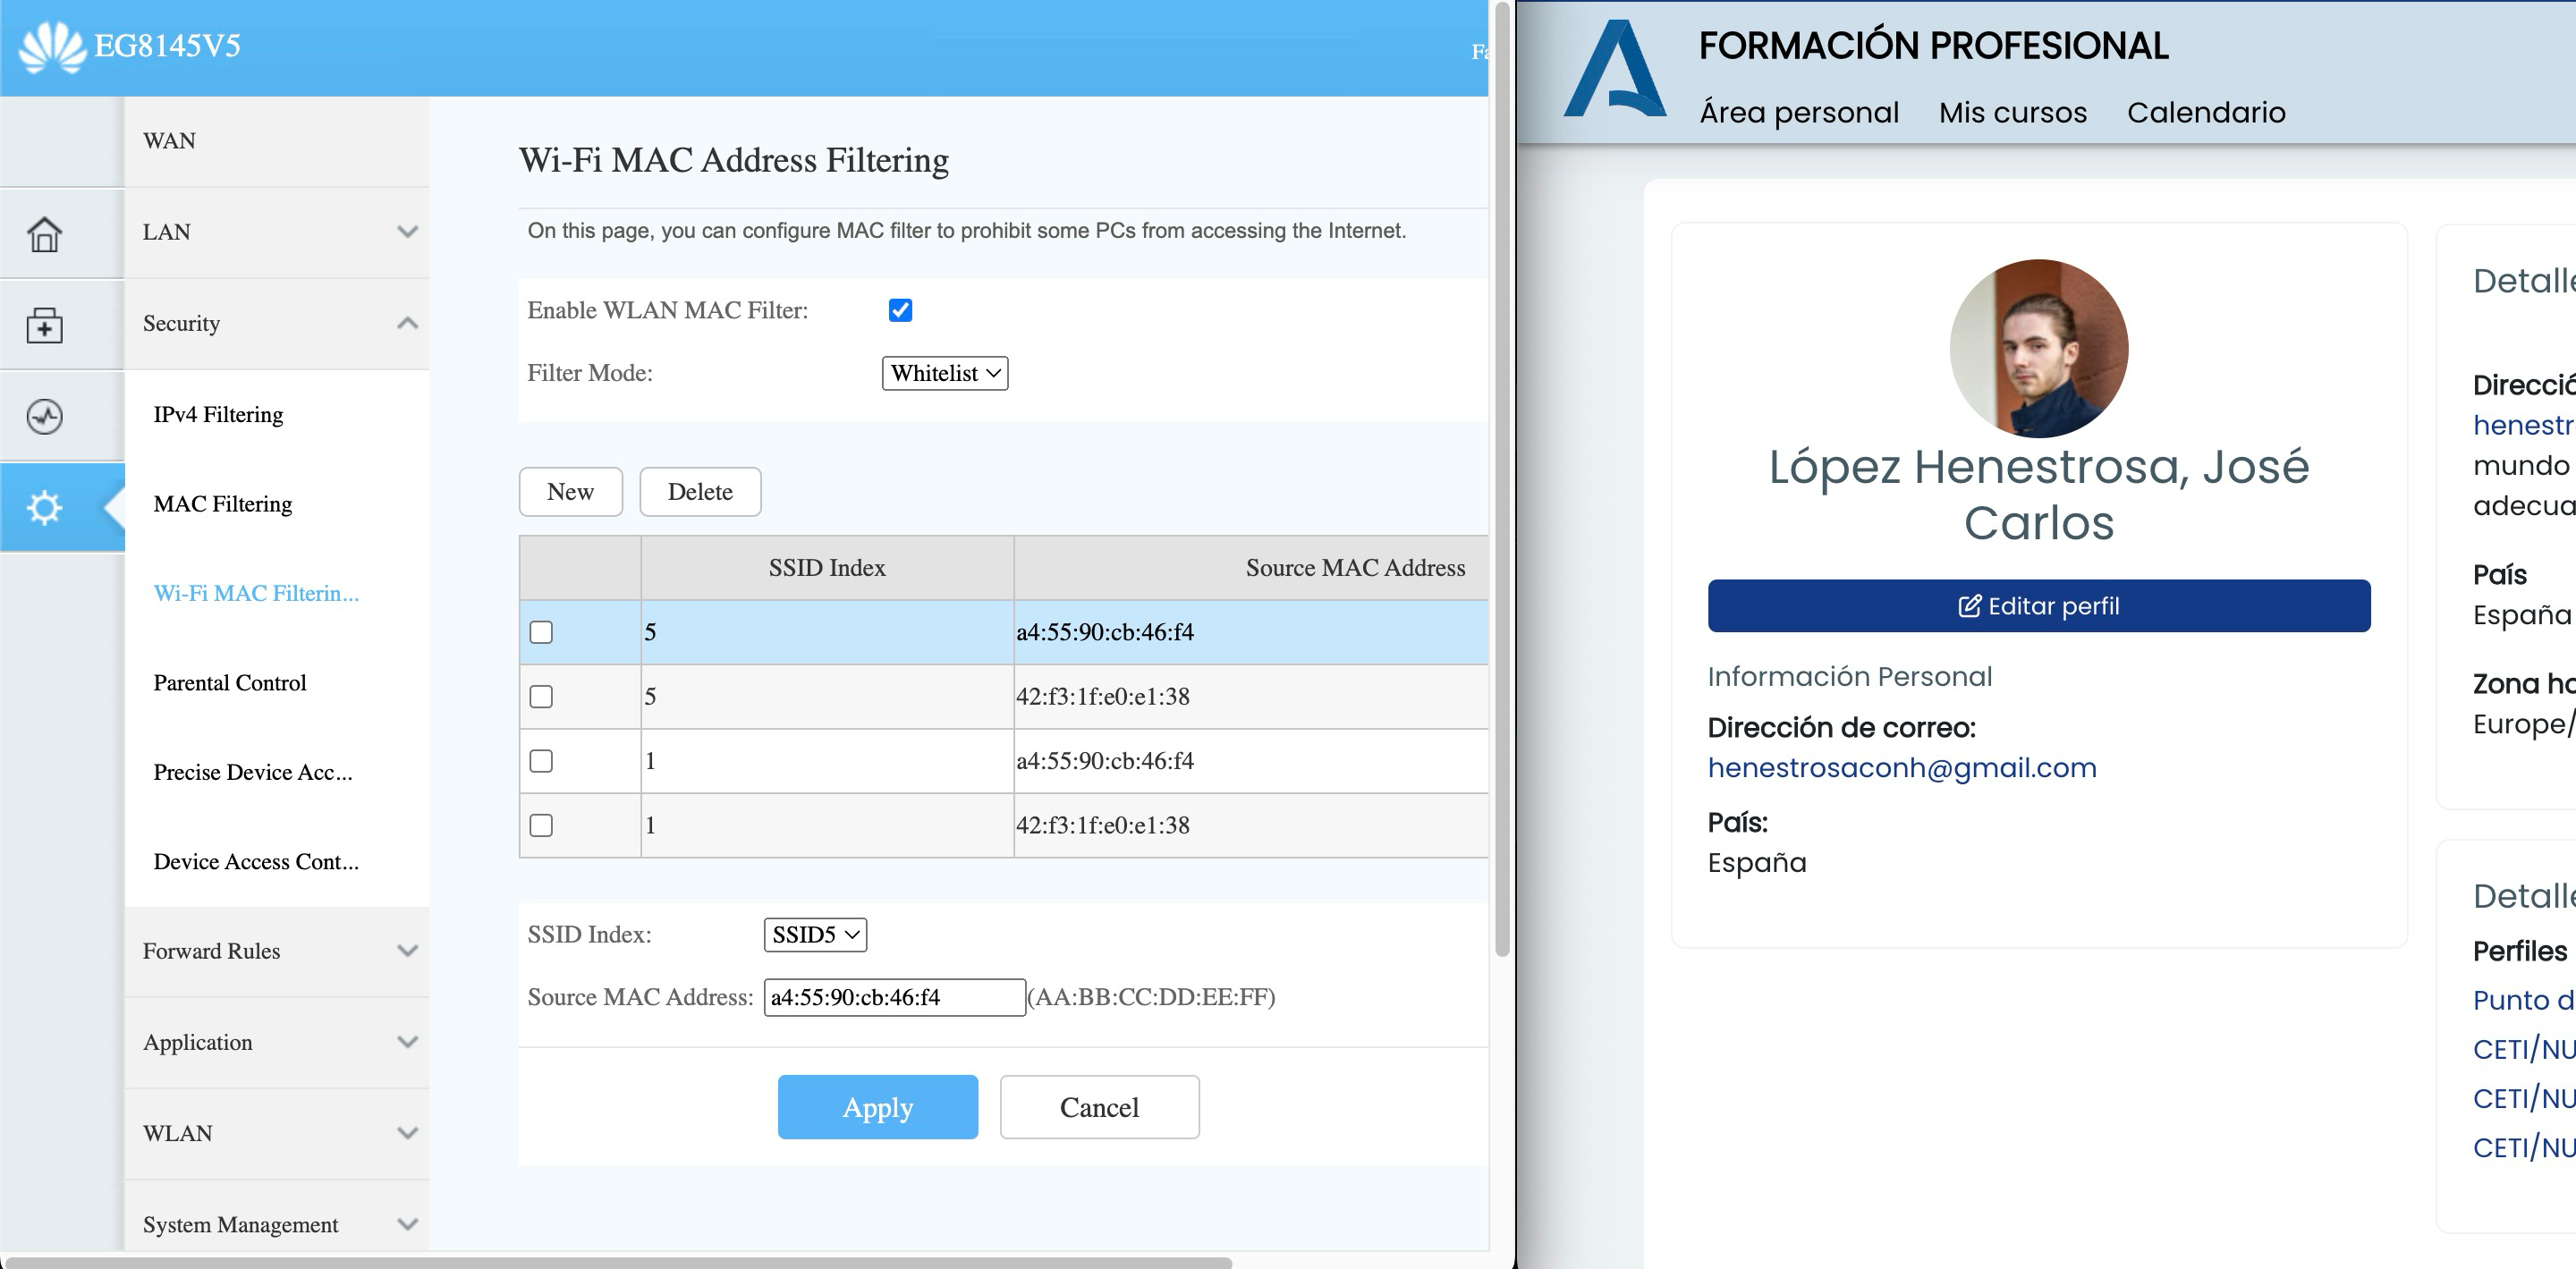 EG8145V5
Fa
WAN
LAN
Security
IPv4 Filtering
MAC Filtering
Wi-Fi MAC Filterin...
Parental Control
Precise Device Acc...
Device Access Cont...
Forward Rules
Application
WLAN
System Management
Wi-Fi MAC Address Filtering
On this page, you can configure MAC filter to prohibit some PCs from accessing the Internet.
Enable WLAN MAC Filter:
Filter Mode: Whitelist
New Delete
SSID Index Source MAC Address
5 a4:55:90:cb:46:f4
5 42:f3:1f:e0:e1:38
1 a4:55:90:cb:46:f4
1 42:f3:1f:e0:e1:38
SSID Index: SSID5
Source MAC Address: a4:55:90:cb:46:f4 (AA:BB:CC:DD:EE:FF)
Apply Cancel
FORMACIÓN PROFESIONAL
Área personal Mis cursos Calendario
López Henestrosa, José
Carlos
Editar perfil
Información Personal
Dirección de correo:
henestrosaconh@gmail.com
País:
España
Detalle
Direcció
henestr
mundo
adecua
País
España
Zona ho
Europe/
Detalle
Perfiles
Punto d
CETI/NU
CETI/NU
CETI/NU